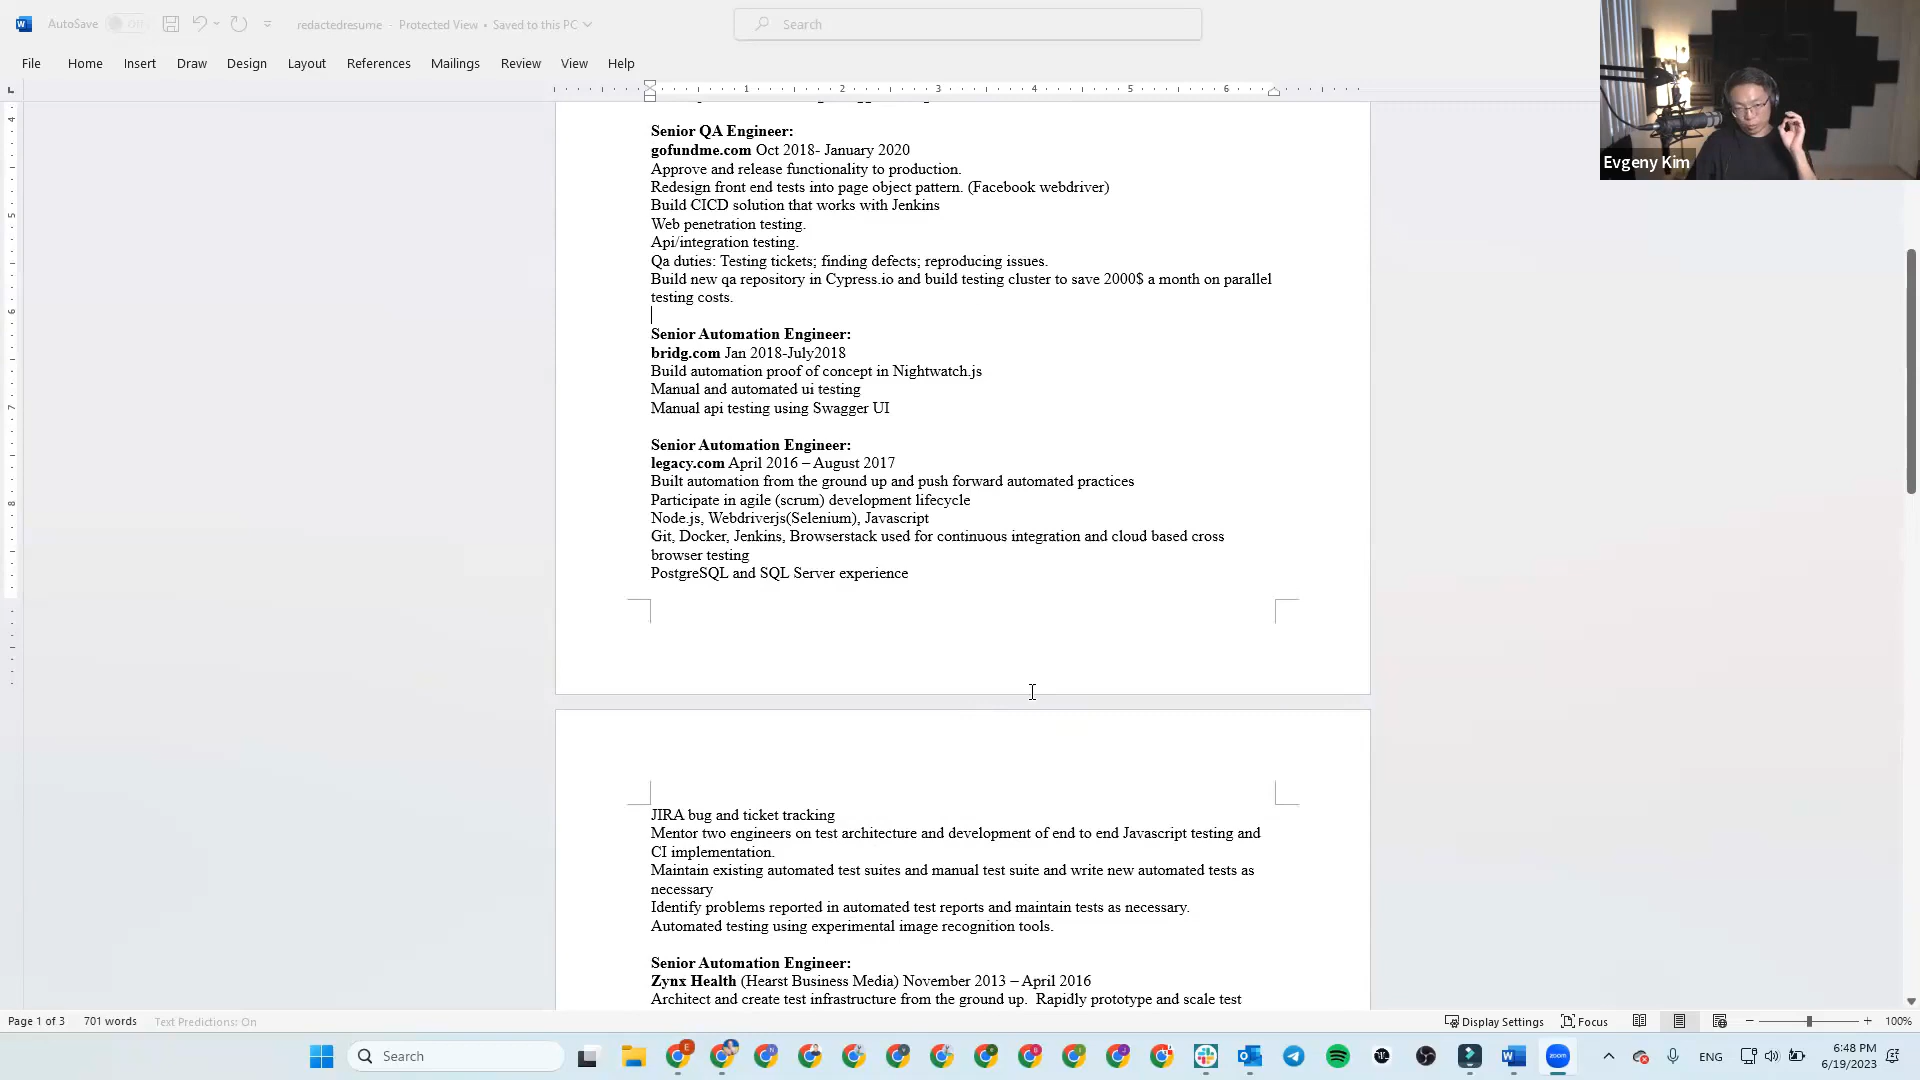 AutoSave Off
redactedresume - Protected View • Saved to this PC
Search
File Home Insert Draw Design Layout References Mailings Review View Help
1 2 3 4 5 6
4
5
6
7
8
Senior QA Engineer:
gofundme.com Oct 2018- January 2020
Approve and release functionality to production.
Redesign front end tests into page object pattern. (Facebook webdriver)
Build CICD solution that works with Jenkins
Web penetration testing.
Api/integration testing.
Qa duties: Testing tickets; finding defects; reproducing issues.
Build new qa repository in Cypress.io and build testing cluster to save 2000$ a month on parallel
testing costs.
Senior Automation Engineer:
bridg.com Jan 2018-July2018
Build automation proof of concept in Nightwatch.js
Manual and automated ui testing
Manual api testing using Swagger UI
Senior Automation Engineer:
legacy.com April 2016 – August 2017
Built automation from the ground up and push forward automated practices
Participate in agile (scrum) development lifecycle
Node.js, Webdriverjs(Selenium), Javascript
Git, Docker, Jenkins, Browserstack used for continuous integration and cloud based cross
browser testing
PostgreSQL and SQL Server experience
JIRA bug and ticket tracking
Mentor two engineers on test architecture and development of end to end Javascript testing and
CI implementation.
Maintain existing automated test suites and manual test suite and write new automated tests as
necessary
Identify problems reported in automated test reports and maintain tests as necessary.
Automated testing using experimental image recognition tools.
Senior Automation Engineer:
Zynx Health (Hearst Business Media) November 2013 – April 2016
Architect and create test infrastructure from the ground up.  Rapidly prototype and scale test
Evgeny Kim
Page 1 of 3 701 words Text Predictions: On
Display Settings Focus 100%
Search
zoom
ENG
6:48 PM
6/19/2023